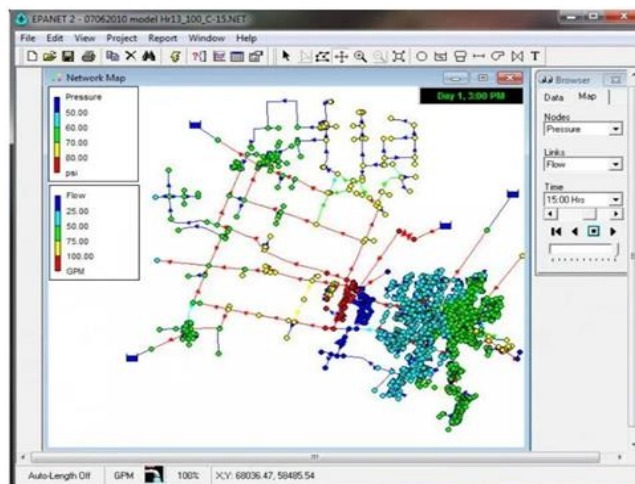 EPANET 2 - 07062010 model Hr13_100_C-15.NET
File Edit View Project Report Window Help
T
Network Map
Day 1, 3:00 PM
Pressure
50.00
60.00
70.00
80.00
psi
Flow
25.00
50.00
75.00
100.00
GPM
Browser
Data Map
Nodes
Pressure
Links
Flow
Time
15:00 Hrs
Auto-Length Off GPM 100% X,Y: 68036.47, 58485.54